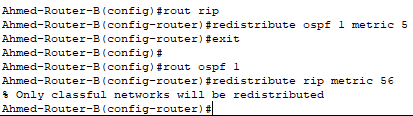 Ahmed-Router-B(config)#rout rip
Ahmed-Router-B(config-router)#redistribute ospf 1 metric 5
Ahmed-Router-B(config-router)#exit
Ahmed-Router-B(config)#
Ahmed-Router-B(config)#rout ospf 1
Ahmed-Router-B(config-router)#redistribute rip metric 56
% Only classful networks will be redistributed
Ahmed-Router-B(config-router)#